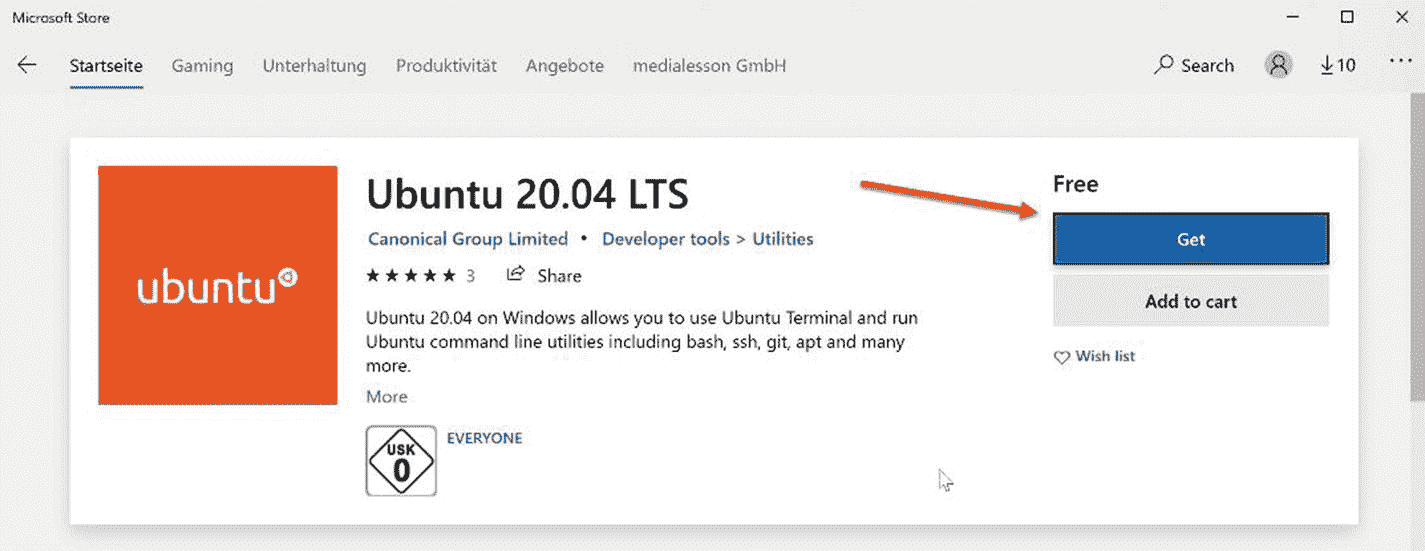 Microsoft Store
Startseite Gaming Unterhaltung Produktivität Angebote medialesson GmbH Search 10
ubuntu
Ubuntu 20.04 LTS
Canonical Group Limited • Developer tools > Utilities
3 Share
Ubuntu 20.04 on Windows allows you to use Ubuntu Terminal and run
Ubuntu command line utilities including bash, ssh, git, apt and many
more.
More
USK
0
EVERYONE
Free
Get
Add to cart
Wish list